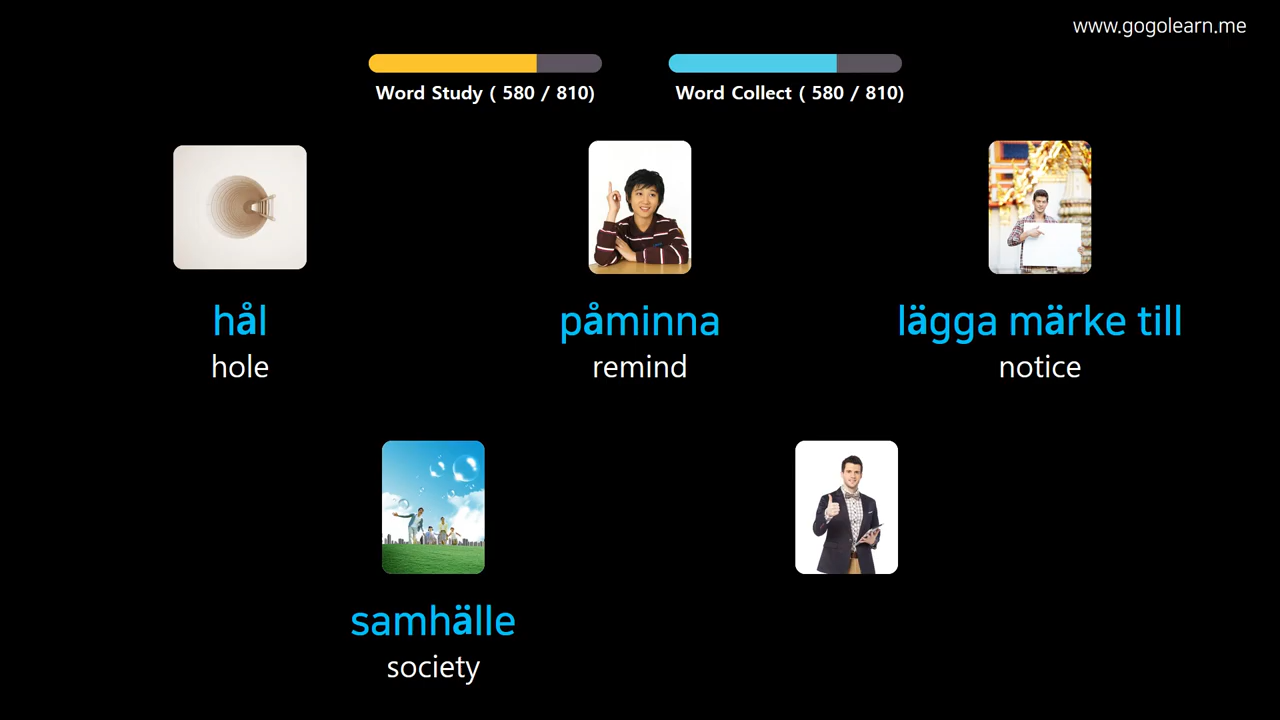 www.gogolearn.me
Word Study ( 580 / 810)
Word Collect ( 580 / 810)
hål
hole
påminna
remind
lägga märke till
notice
samhälle
society